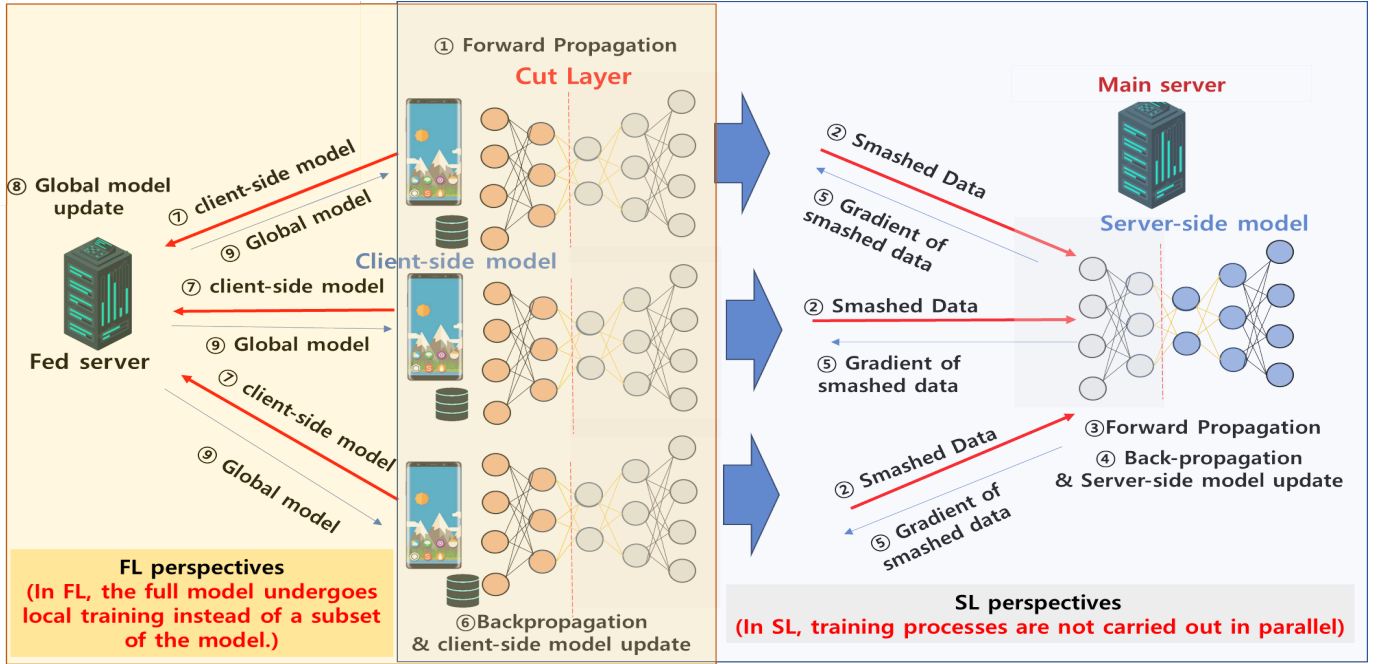 ① Forward Propagation
Cut Layer
Main server
② Smashed Data
⑤ Gradient of
smashed data
⑦ client-side model
⑨ Global model
⑧ Global model
update
Server-side model
Client-side model
⑦ client-side model
⑨ Global model
Fed server
② Smashed Data
⑤ Gradient of
smashed data
⑦ client-side model
⑨ Global model
② Smashed Data
⑤ Gradient of
smashed data
③Forward Propagation
④ Back-propagation
& Server-side model update
FL perspectives
(In FL, the full model undergoes
local training instead of a subset
of the model.)
⑥Backpropagation
& client-side model update
SL perspectives
(In SL, training processes are not carried out in parallel)